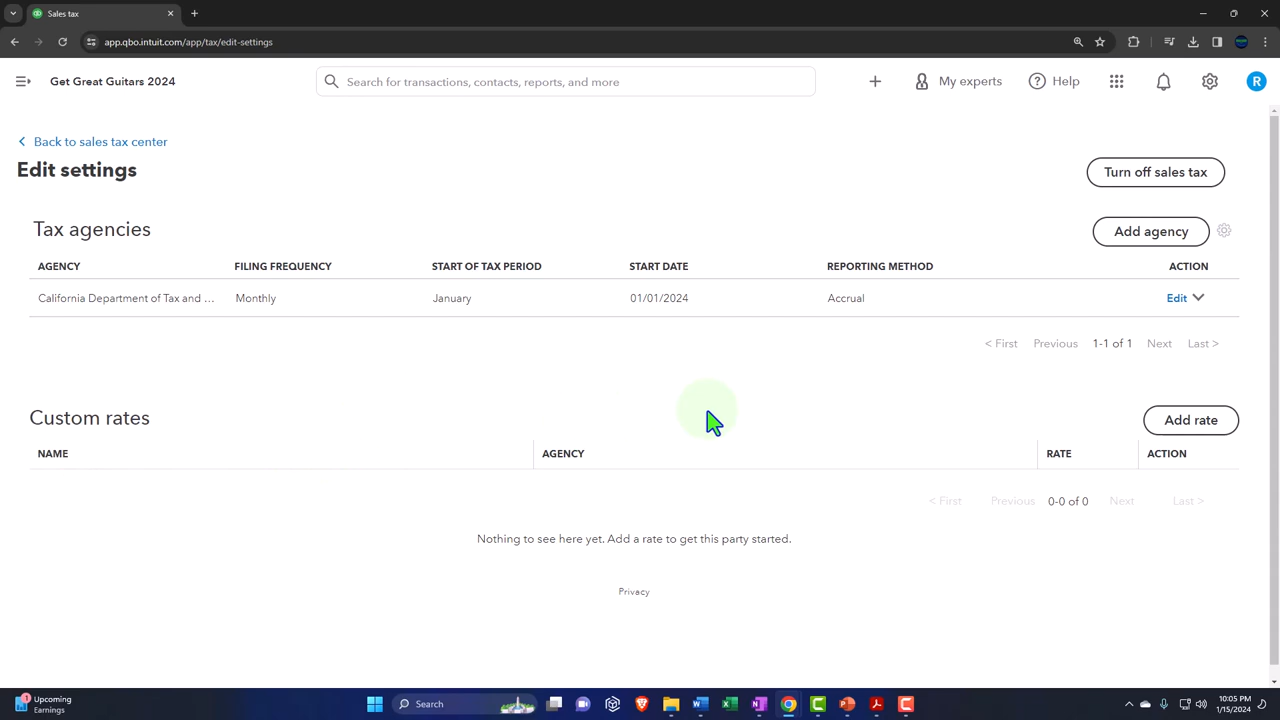 Sales tax
app.qbo.intuit.com/app/tax/edit-settings
Get Great Guitars 2024
Search for transactions, contacts, reports, and more
My experts
Help
R
Back to sales tax center
Edit settings
Turn off sales tax
Tax agencies
Add agency
AGENCY FILING FREQUENCY START OF TAX PERIOD START DATE REPORTING METHOD ACTION
California Department of Tax and ... Monthly January 01/01/2024 Accrual Edit
< First Previous 1-1 of 1 Next Last >
Custom rates
Add rate
NAME AGENCY RATE ACTION
< First Previous 0-0 of 0 Next Last >
Nothing to see here yet. Add a rate to get this party started.
Privacy
1
Upcoming
Earnings
Search
10:05 PM
1/15/2024